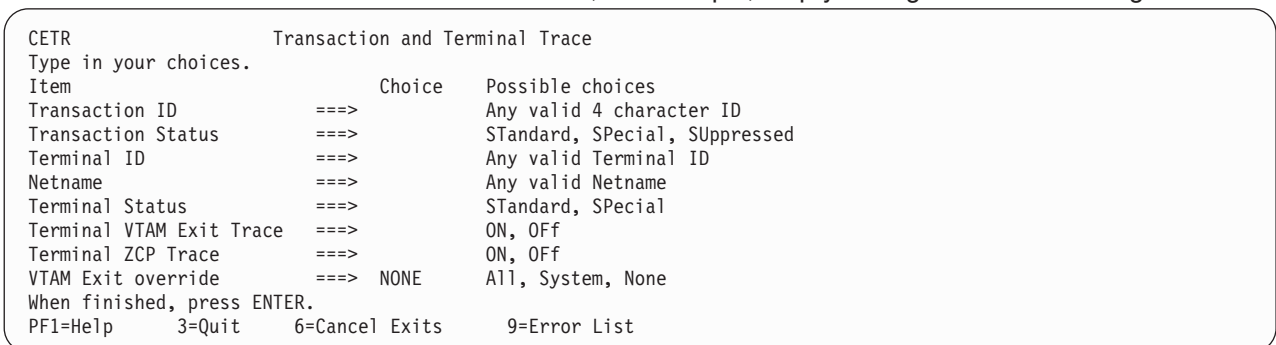 CETR Transaction and Terminal Trace
Type in your choices.
Item Choice Possible choices
Transaction ID ===> Any valid 4 character ID
Transaction Status ===> STandard, SPecial, SUppressed
Terminal ID ===> Any valid Terminal ID
Netname ===> Any valid Netname
Terminal Status ===> STandard, SPecial
Terminal VTAM Exit Trace ===> ON, OFf
Terminal ZCP Trace ===> ON, OFf
VTAM Exit override ===> NONE All, System, None
When finished, press ENTER.
PF1=Help 3=Quit 6=Cancel Exits 9=Error List